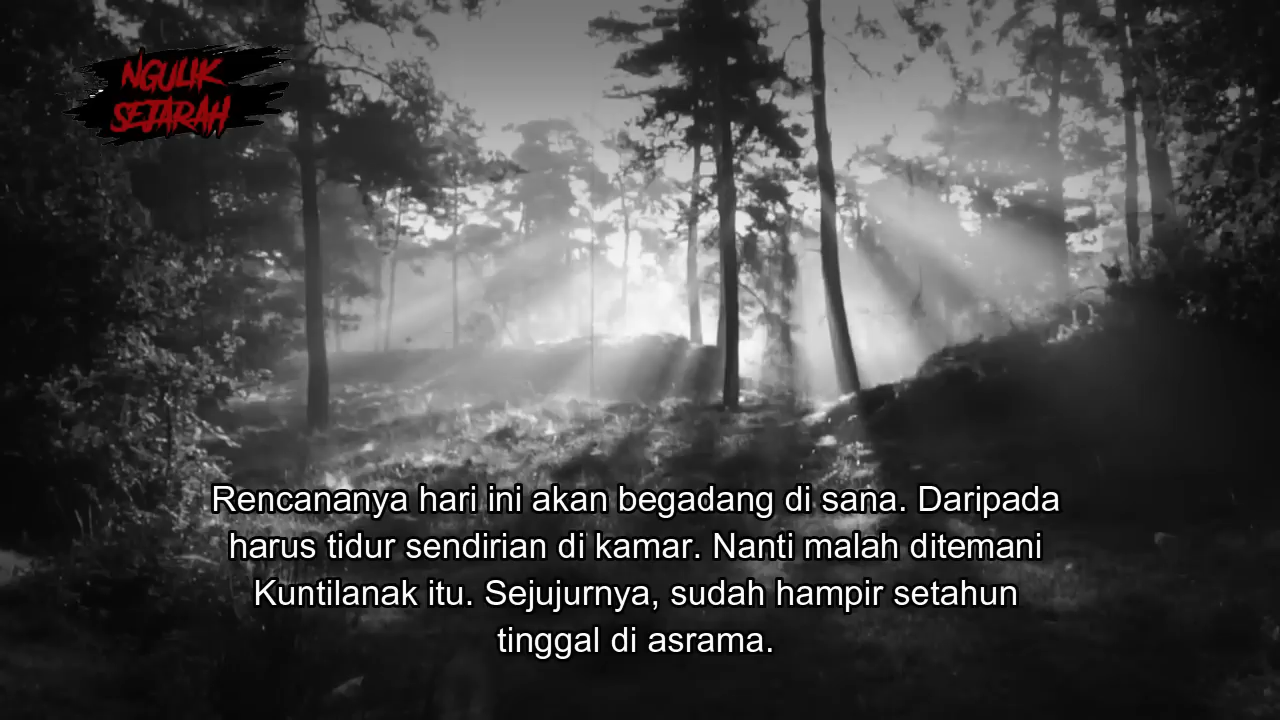 NGULIK
SEJARAH
Rencananya hari ini akan begadang di sana. Daripada
harus tidur sendirian di kamar. Nanti malah ditemani
Kuntilanak itu. Sejujurnya, sudah hampir setahun
tinggal di asrama.